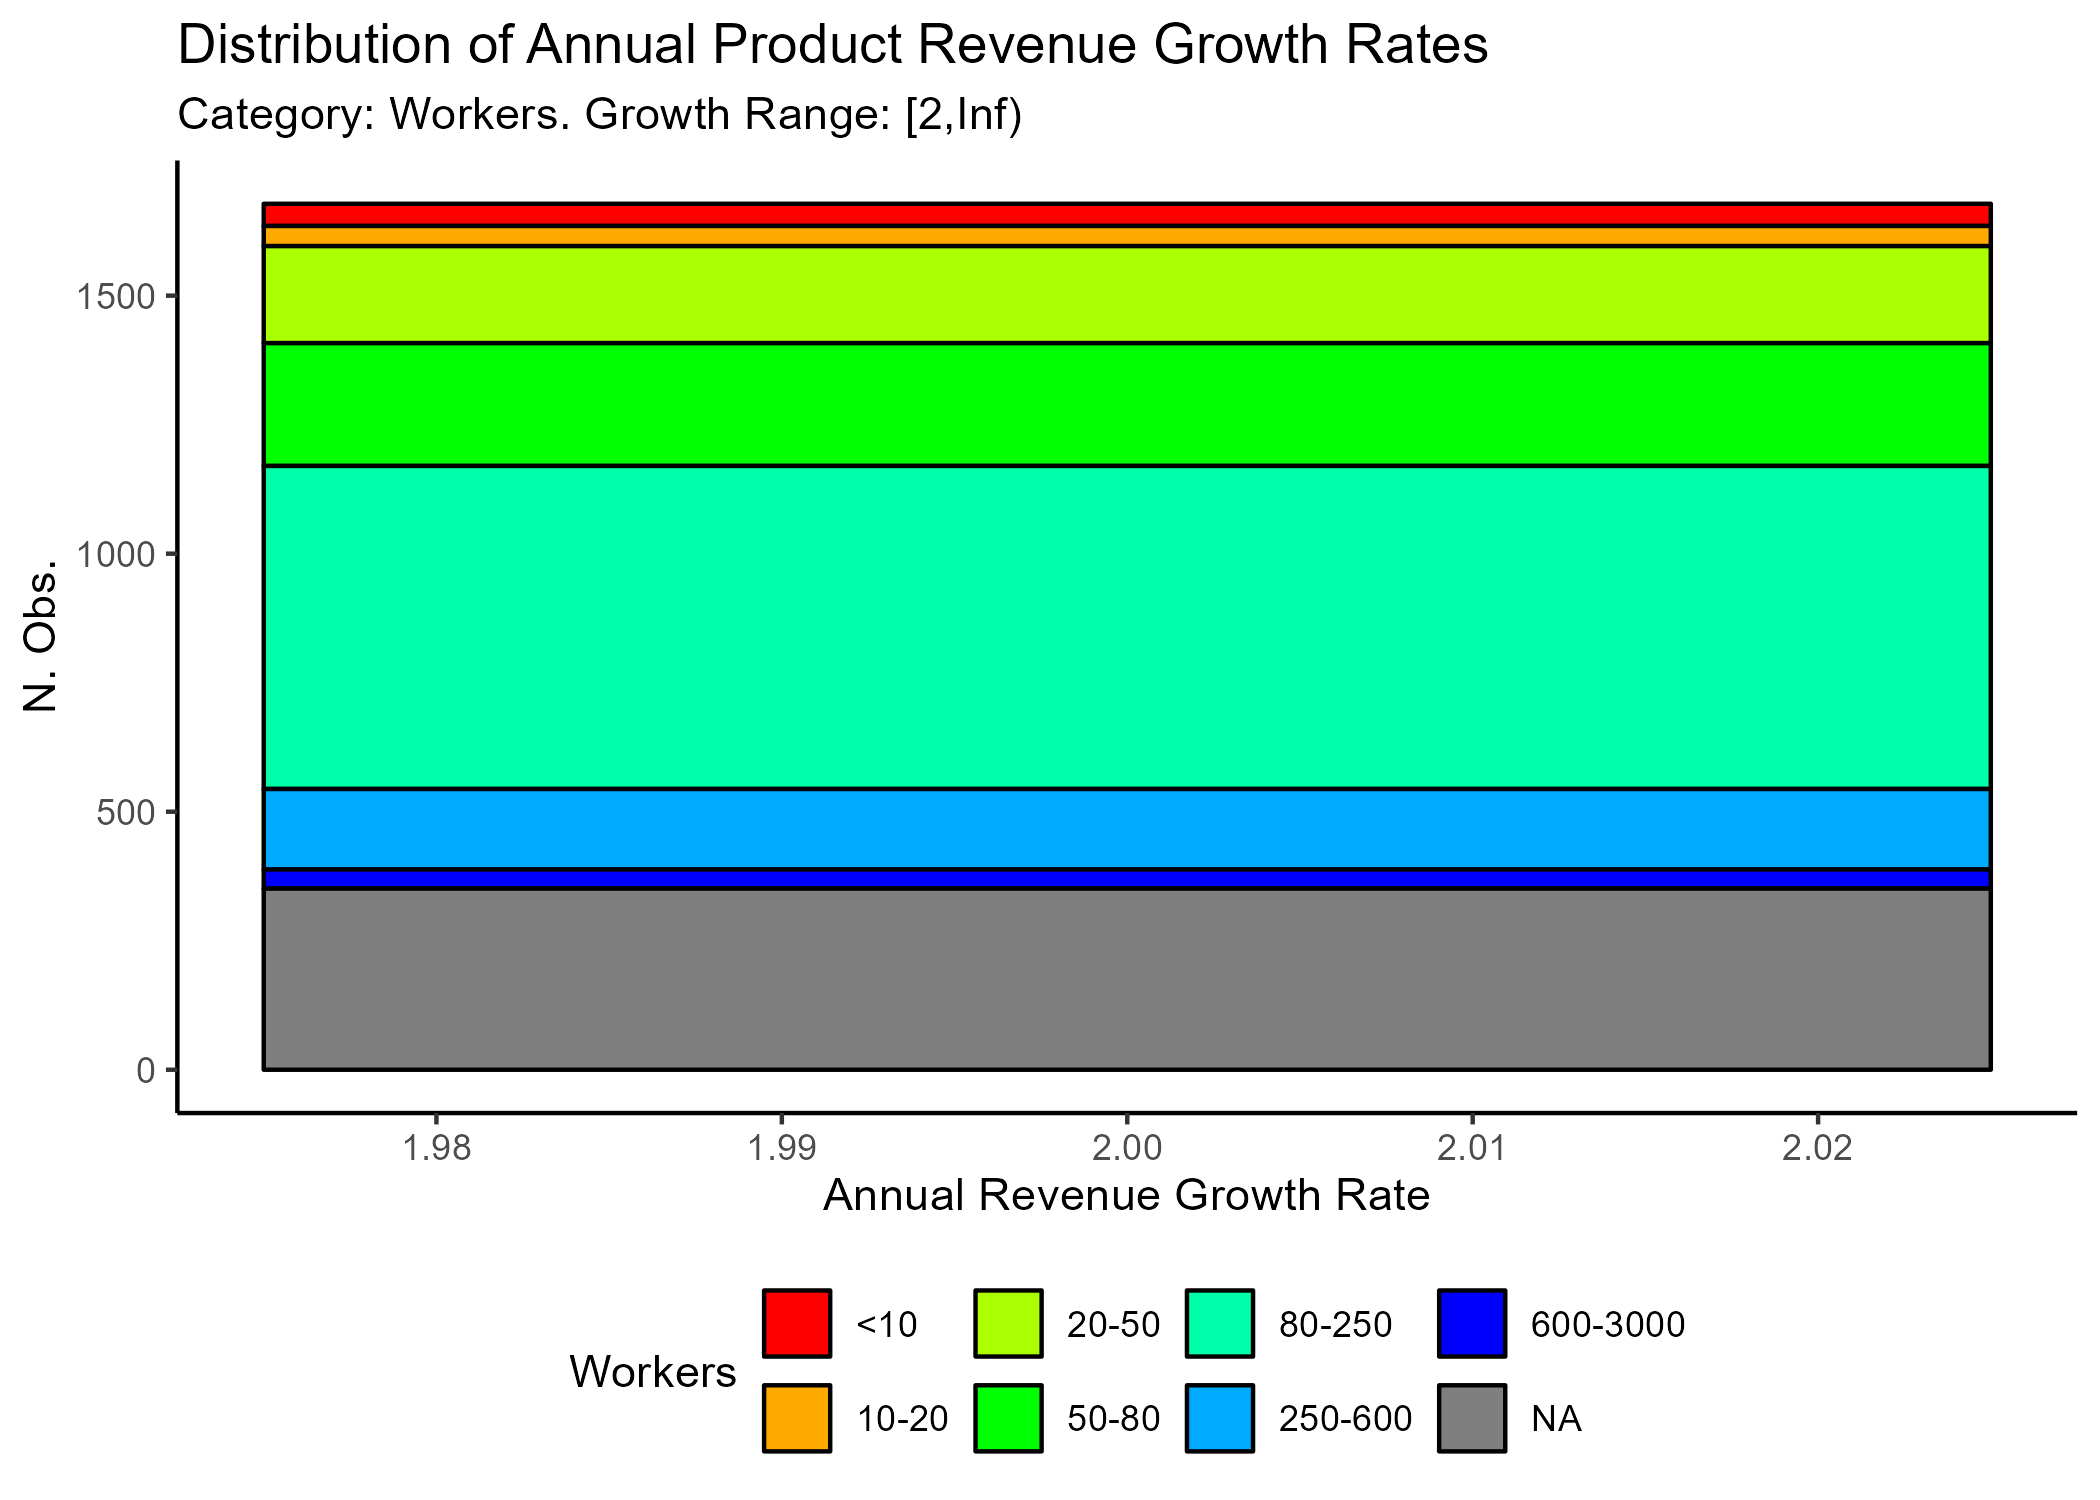 Distribution of Annual Product Revenue Growth Rates
Category: Workers. Growth Range: [2,Inf)
N. Obs.
1500
1000
500
0
1.98 1.99 2.00 2.01 2.02
Annual Revenue Growth Rate
Workers
<10 20-50 80-250 600-3000
10-20 50-80 250-600 NA